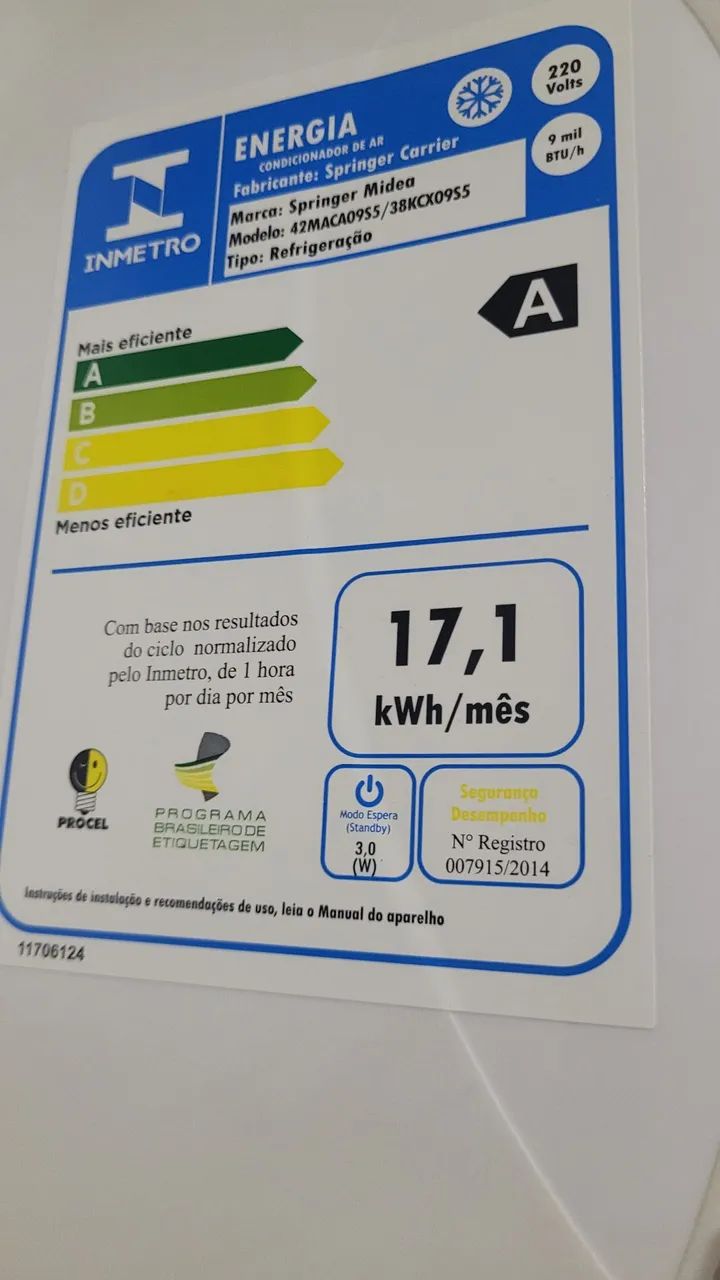 INMETRO
ENERGIA
CONDICIONADOR DE AR
Fabricante: Springer Carrier
Marca: Springer Midea
Modelo: 42MACA09S5/38KCX09S5
Tipo: Refrigeração
220
Volts
9 mil
BTU/h
A
Mais eficiente
A
B
C
D
Menos eficiente
Com base nos resultados
do ciclo normalizado
pelo Inmetro, de 1 hora
por dia por mês
17,1
kWh/mês
PROCEL
PROGRAMA
BRASILEIRO DE
ETIQUETAGEM
Modo Espera
(Standby)
3,0
(W)
Segurança
Desempenho
N° Registro
007915/2014
Instruções de instalação e recomendações de uso, leia o Manual do aparelho
11706124